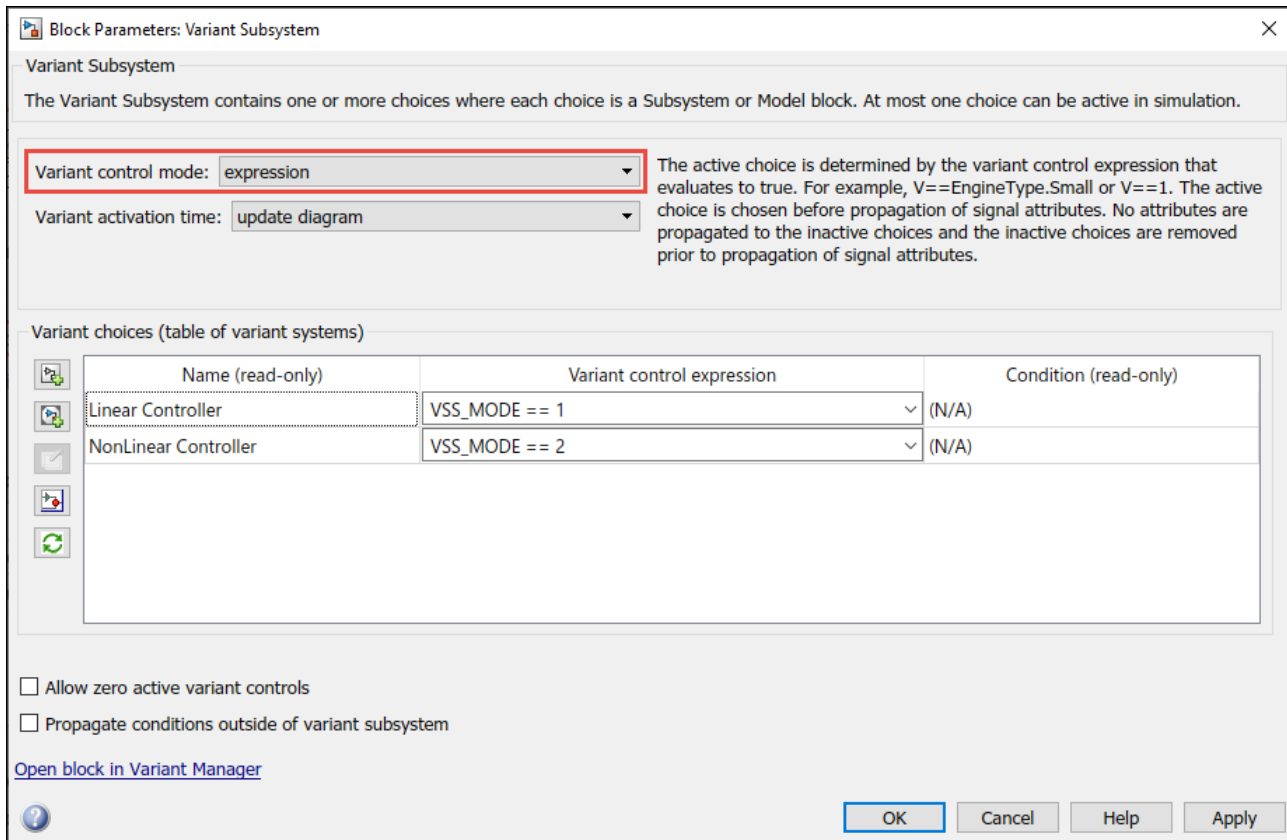 Block Parameters: Variant Subsystem
Variant Subsystem
The Variant Subsystem contains one or more choices where each choice is a Subsystem or Model block. At most one choice can be active in simulation.
Variant control mode: expression
Variant activation time: update diagram
The active choice is determined by the variant control expression that
evaluates to true. For example, V==EngineType.Small or V==1. The active
choice is chosen before propagation of signal attributes. No attributes are
propagated to the inactive choices and the inactive choices are removed
prior to propagation of signal attributes.
Variant choices (table of variant systems)
Name (read-only) Variant control expression Condition (read-only)
Linear Controller VSS_MODE == 1 (N/A)
NonLinear Controller VSS_MODE == 2 (N/A)
Allow zero active variant controls
Propagate conditions outside of variant subsystem
Open block in Variant Manager
OK Cancel Help Apply